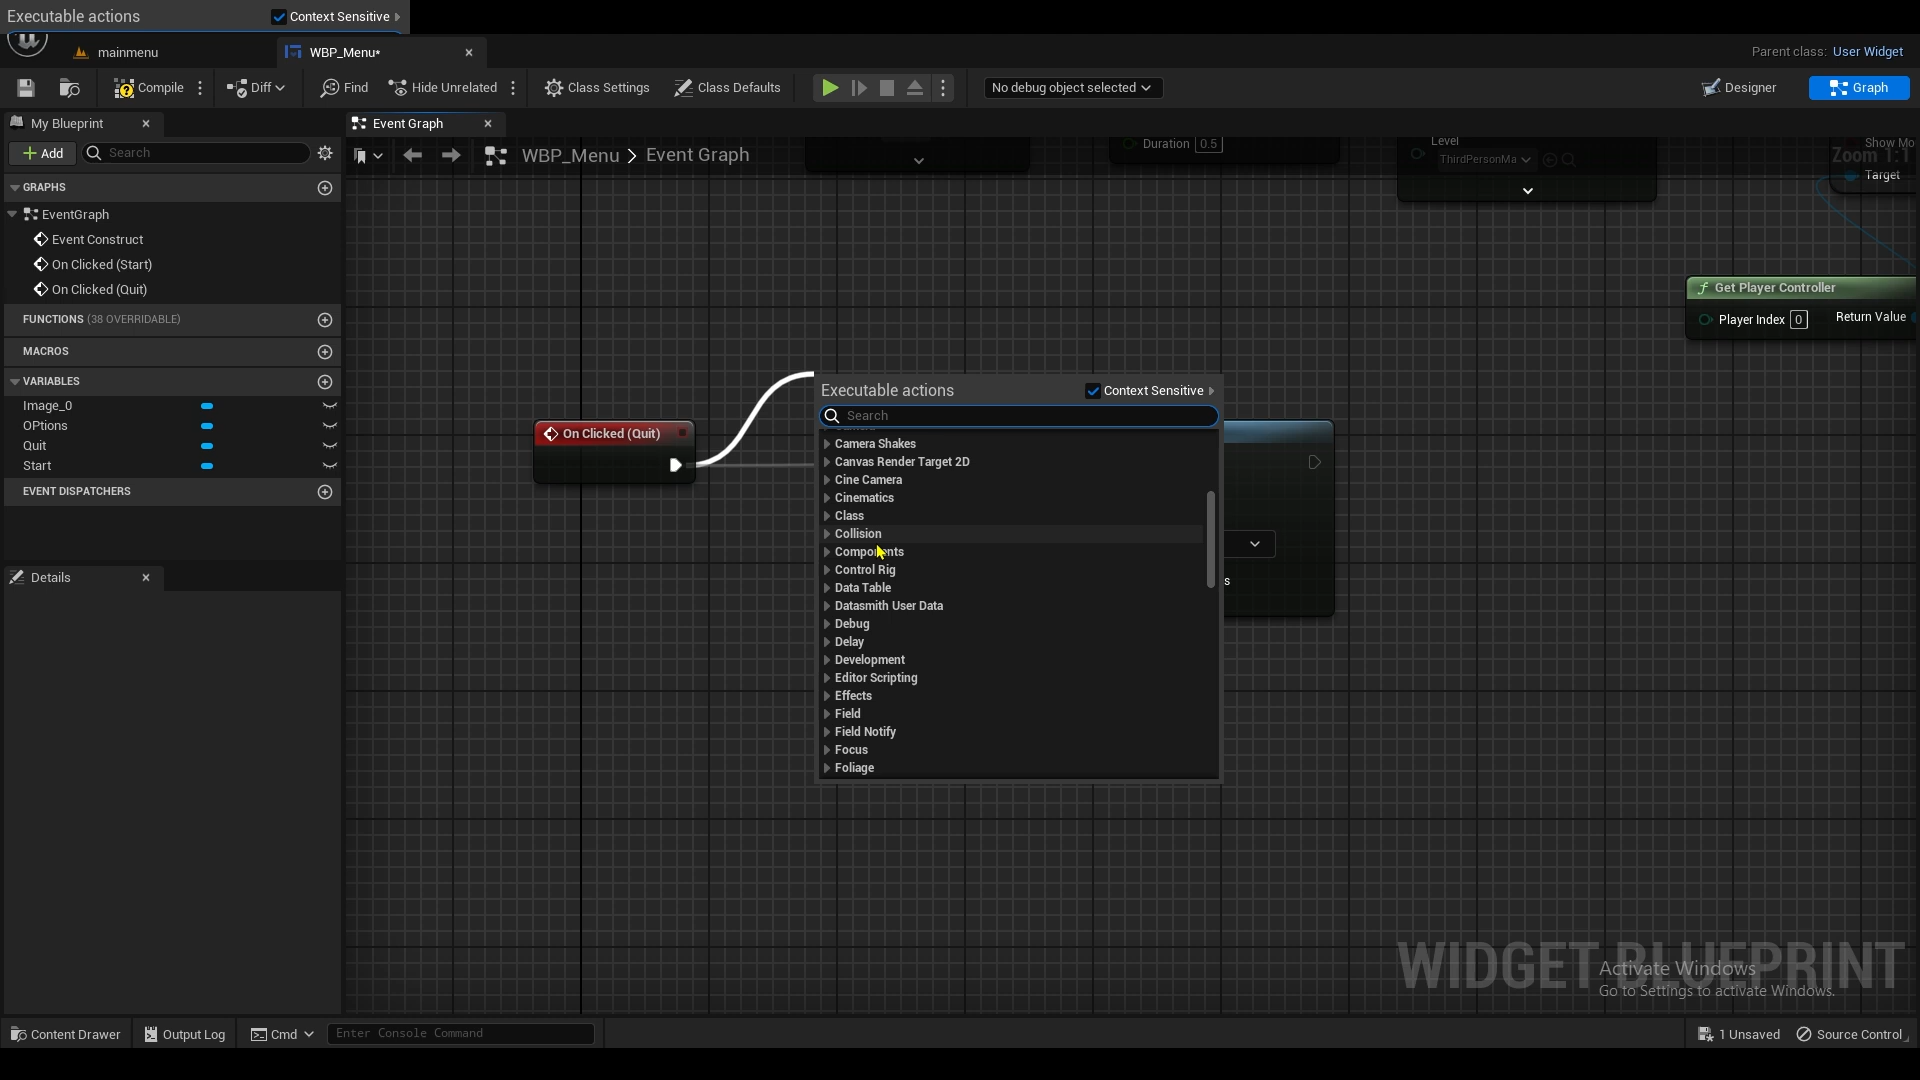 Executable actions
Context Sensitive
mainmenu
WBP_Menu*
Parent class: User Widget
Compile
Diff
Find
Hide Unrelated
Class Settings
Class Defaults
No debug object selected
Designer
Graph
My Blueprint
Event Graph
Add
Search
WBP_Menu > Event Graph
Duration 0.5
Level
ThirdPersonMa
Show Mo
Zoom 1:1
Target
GRAPHS
EventGraph
Event Construct
On Clicked (Start)
On Clicked (Quit)
FUNCTIONS (38 OVERRIDABLE)
MACROS
VARIABLES
Image_0
OPtions
Quit
Start
EVENT DISPATCHERS
Details
Get Player Controller
Player Index 0
Return Value
On Clicked (Quit)
Executable actions
Context Sensitive
Search
Camera Shakes
Canvas Render Target 2D
Cine Camera
Cinematics
Class
Collision
Components
Control Rig
Data Table
Datasmith User Data
Debug
Delay
Development
Editor Scripting
Effects
Field
Field Notify
Focus
Foliage
s
WIDGET BLUEPRINT
Activate Windows
Go to Settings to activate Windows.
Content Drawer
Output Log
Cmd
Enter Console Command
1 Unsaved
Source Control